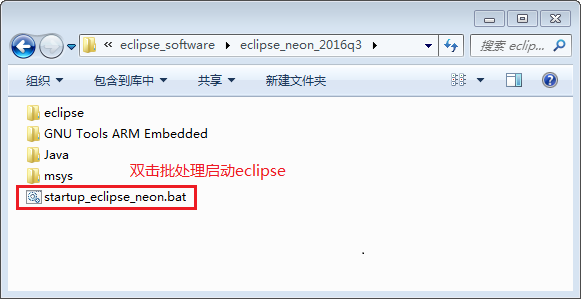 « eclipse_software ▸ eclipse_neon_2016q3 ▸
搜索 eclip...
组织 包含到库中 共享 新建文件夹
eclipse
GNU Tools ARM Embedded
Java
msys
双击批处理启动eclipse
startup_eclipse_neon.bat